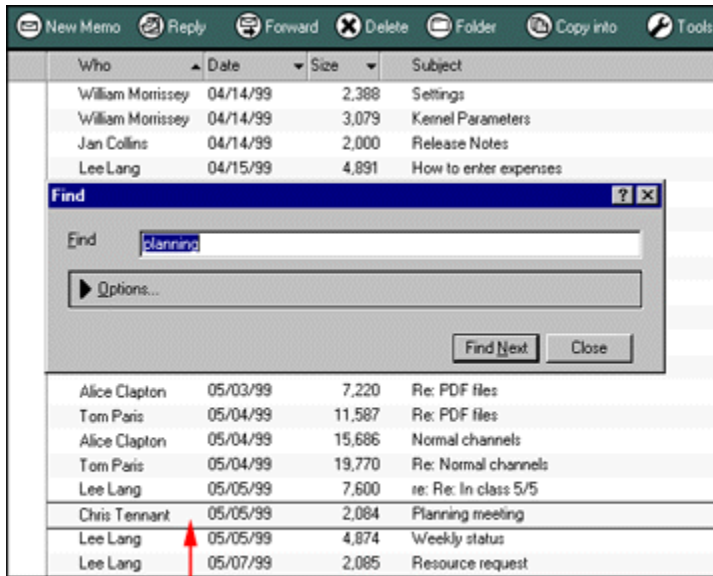 New Memo Reply Forward Delete Folder Copy into Tools
Who Date Size Subject
William Morrissey 04/14/99 2,388 Settings
William Morrissey 04/14/99 3,079 Kernel Parameters
Jan Collins 04/14/99 2,000 Release Notes
Lee Lang 04/15/99 4,891 How to enter expenses
Find
Find planning
Options...
Find Next Close
Alice Clapton 05/03/99 7,220 Re: PDF files
Tom Paris 05/04/99 11,587 Re: PDF files
Alice Clapton 05/04/99 15,686 Normal channels
Tom Paris 05/04/99 19,770 Re: Normal channels
Lee Lang 05/05/99 7,600 re: Re: In class 5/5
Chris Tennant 05/05/99 2,084 Planning meeting
Lee Lang 05/05/99 4,874 Weekly status
Lee Lang 05/07/99 2,085 Resource request